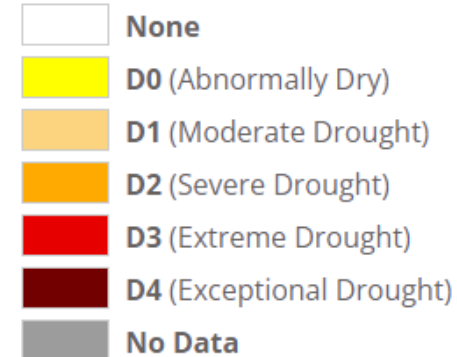 None
D0 (Abnormally Dry)
D1 (Moderate Drought)
D2 (Severe Drought)
D3 (Extreme Drought)
D4 (Exceptional Drought)
No Data